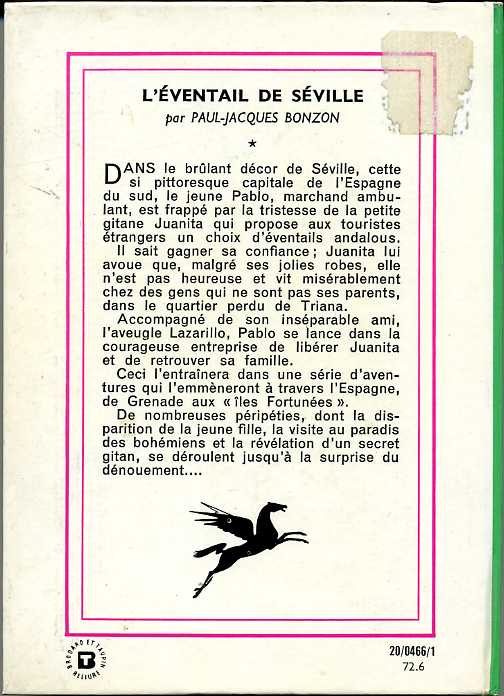 L'ÉVENTAIL DE SÉVILLE
par PAUL-JACQUES BONZON
★
DANS le brûlant décor de Séville, cette
si pittoresque capitale de l'Espagne
du sud, le jeune Pablo, marchand ambu-
lant, est frappé par la tristesse de la petite
gitane Juanita qui propose aux touristes
étrangers un choix d'éventails andalous.
Il sait gagner sa confiance ; Juanita lui
avoue que, malgré ses jolies robes, elle
n'est pas heureuse et vit misérablement
chez des gens qui ne sont pas ses parents,
dans le quartier perdu de Triana.
Accompagné de son inséparable ami,
l'aveugle Lazarillo, Pablo se lance dans la
courageuse entreprise de libérer Juanita
et de retrouver sa famille.
Ceci l'entraînera dans une série d'aven-
tures qui l'emmèneront à travers l'Espagne,
de Grenade aux « îles Fortunées ».
De nombreuses péripéties, dont la dis-
parition de la jeune fille, la visite au paradis
des bohémiens et la révélation d'un secret
gitan, se déroulent jusqu'à la surprise du
dénouement....
BRODARD ET TAUPIN
B
RELIURE
20/0466/1
72.6